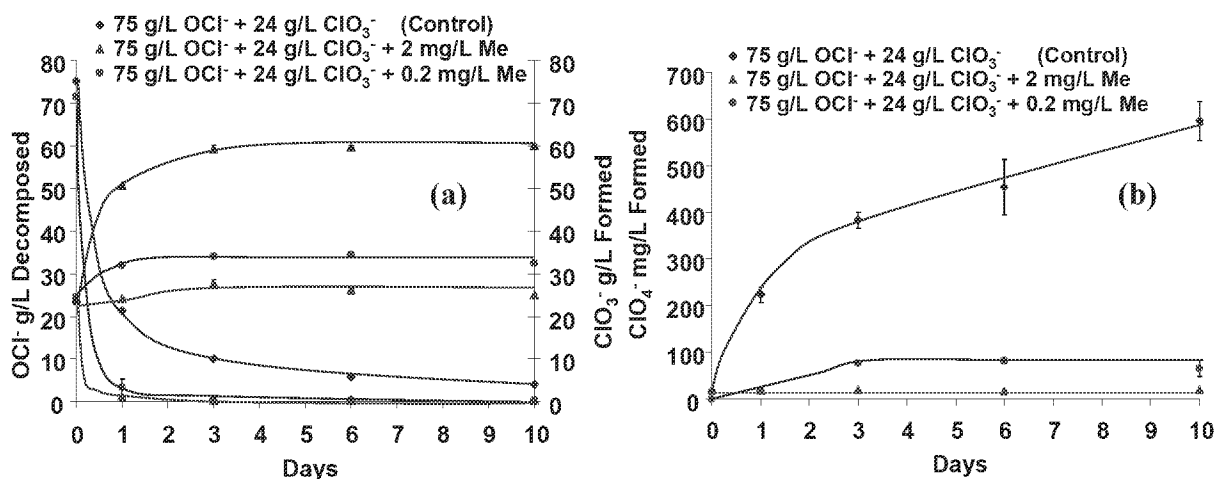 75 g/L OCl⁻ + 24 g/L ClO₃⁻ (Control)
75 g/L OCl⁻ + 24 g/L ClO₃⁻ + 2 mg/L Me
75 g/L OCl⁻ + 24 g/L ClO₃⁻ + 0.2 mg/L Me
OCl⁻ g/L Decomposed
80
70
60
50
40
30
20
10
0
(a)
80
70
60
50
40
30
20
10
0
ClO₃⁻ g/L Formed
0 1 2 3 4 5 6 7 8 9 10
Days
75 g/L OCl⁻ + 24 g/L ClO₃⁻ (Control)
75 g/L OCl⁻ + 24 g/L ClO₃⁻ + 2 mg/L Me
75 g/L OCl⁻ + 24 g/L ClO₃⁻ + 0.2 mg/L Me
ClO₄⁻ mg/L Formed
700
600
500
400
300
200
100
0
(b)
0 1 2 3 4 5 6 7 8 9 10
Days